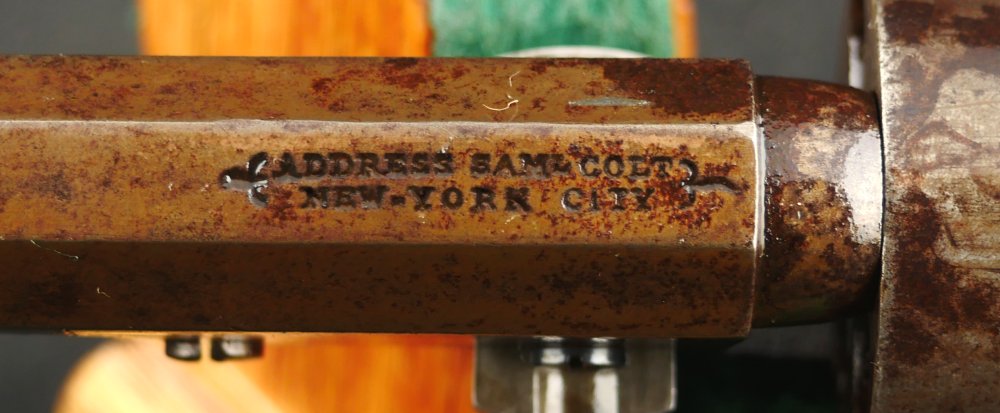 ADDRESS SAML COLT
NEW-YORK CITY